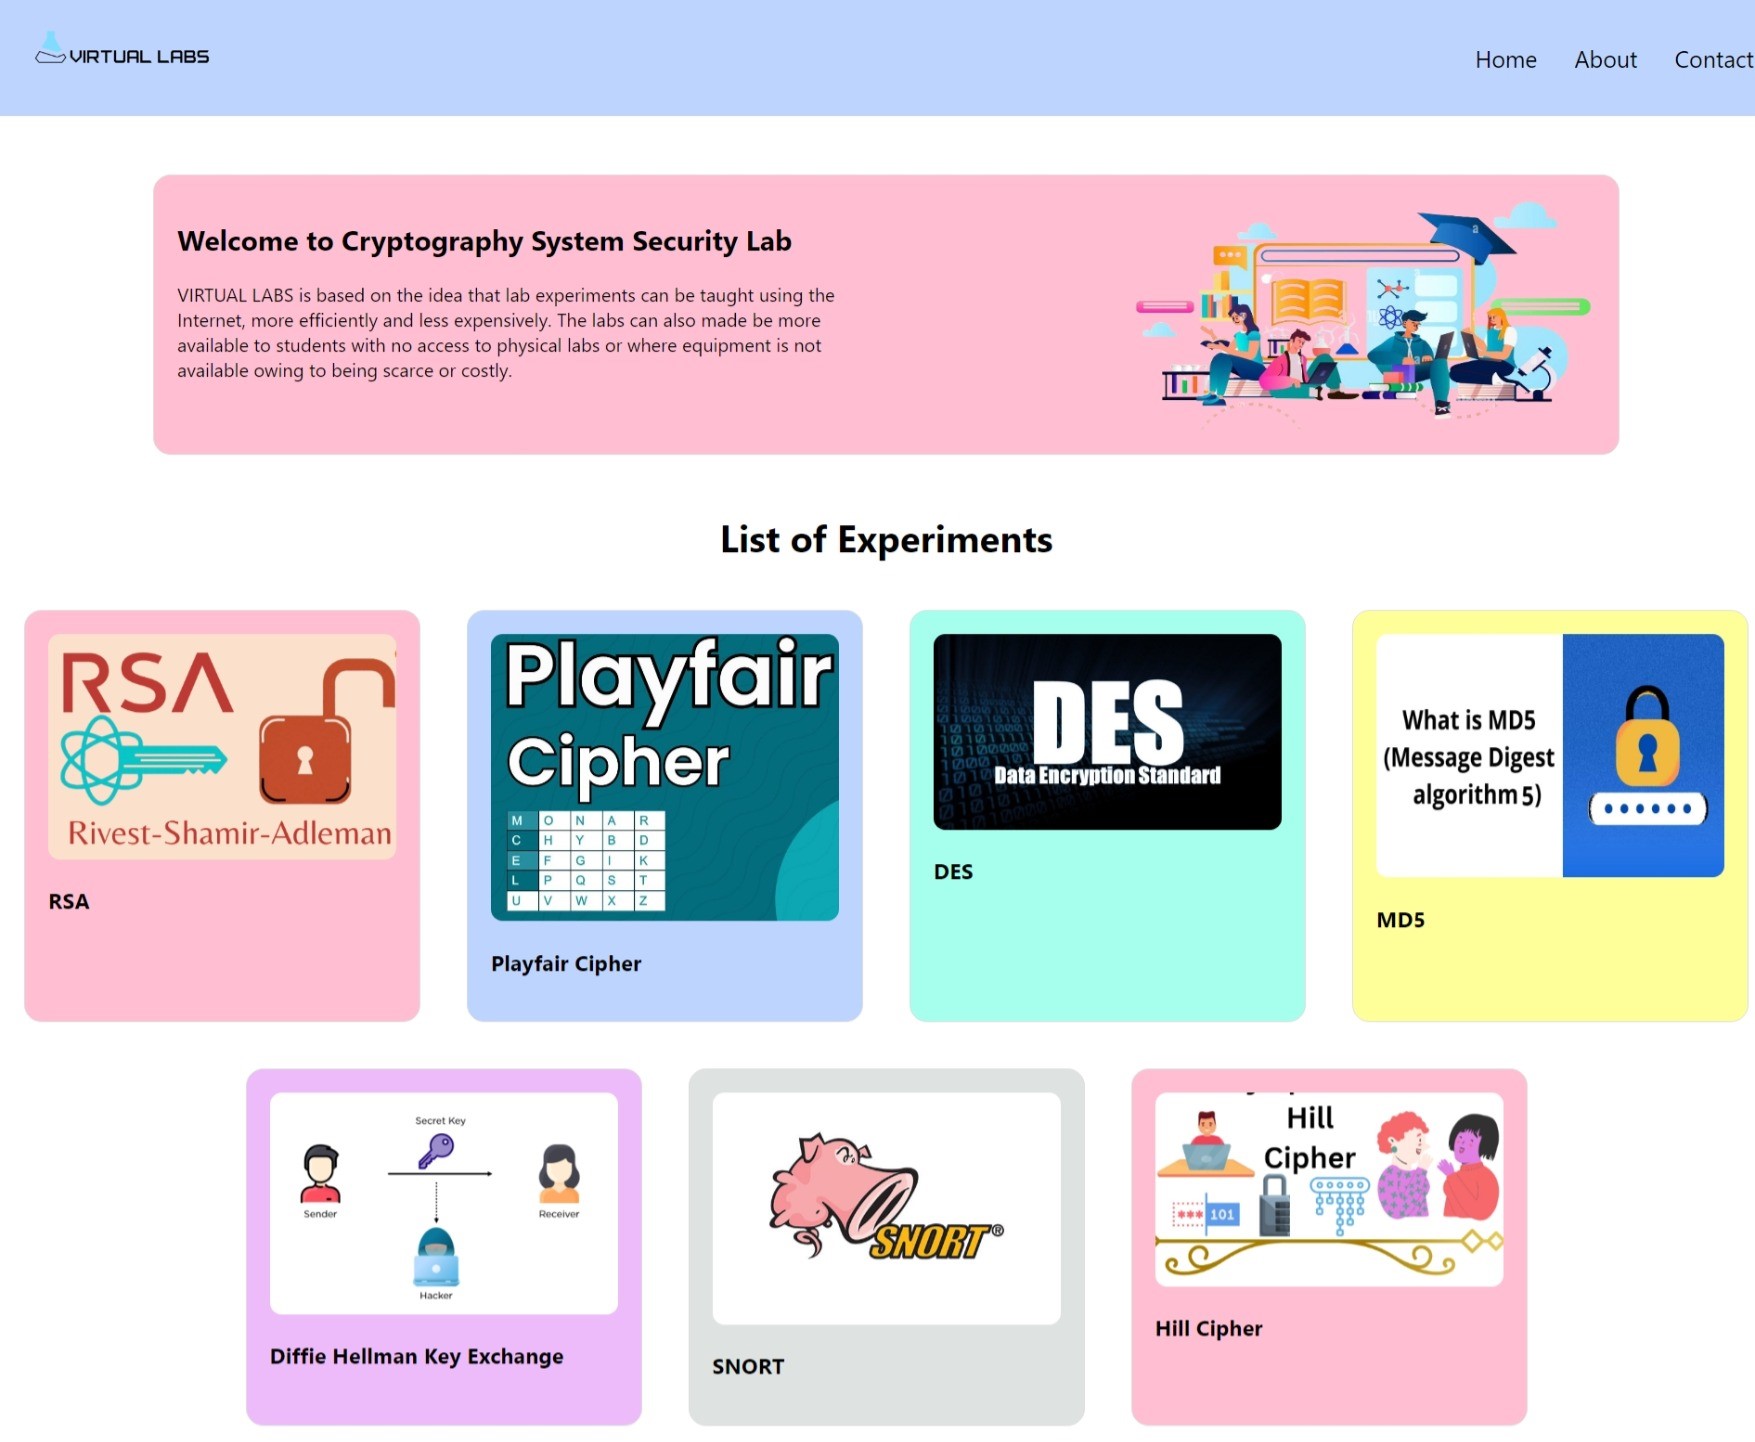 VIRTUAL LABS
Home About Contact
Welcome to Cryptography System Security Lab
VIRTUAL LABS is based on the idea that lab experiments can be taught using the
Internet, more efficiently and less expensively. The labs can also made be more
available to students with no access to physical labs or where equipment is not
available owing to being scarce or costly.
List of Experiments
RSA
Rivest-Shamir-Adleman
RSA
Playfair
Cipher
M O N A R
C H Y B D
E F G I K
L P Q S T
U V W X Z
Playfair Cipher
DES
Data Encryption Standard
DES
What is MD5
(Message Digest
algorithm 5)
MD5
Secret Key
Sender
Receiver
Hacker
Diffie Hellman Key Exchange
SNORT®
SNORT
Hill
Cipher
*** 101
Hill Cipher